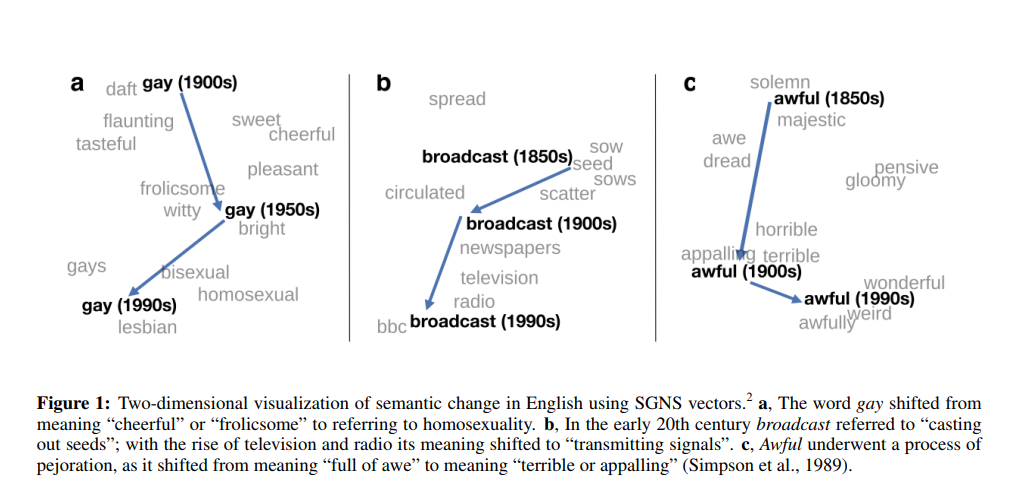 a
daft gay (1900s)
flaunting
sweet
tasteful
cheerful
pleasant
frolicsome
witty
gay (1950s)
bright
gays
bisexual
homosexual
gay (1990s)
lesbian
b
spread
sow
broadcast (1850s)
seed
sows
circulated
scatter
broadcast (1900s)
newspapers
television
radio
bbc broadcast (1990s)
c
solemn
awful (1850s)
majestic
awe
dread
pensive
gloomy
horrible
appalling terrible
awful (1900s)
wonderful
awful (1990s)
weird
awfully
Figure 1: Two-dimensional visualization of semantic change in English using SGNS vectors.2 a, The word gay shifted from
meaning “cheerful” or “frolicsome” to referring to homosexuality. b, In the early 20th century broadcast referred to “casting
out seeds”; with the rise of television and radio its meaning shifted to “transmitting signals”. c, Awful underwent a process of
pejoration, as it shifted from meaning “full of awe” to meaning “terrible or appalling” (Simpson et al., 1989).